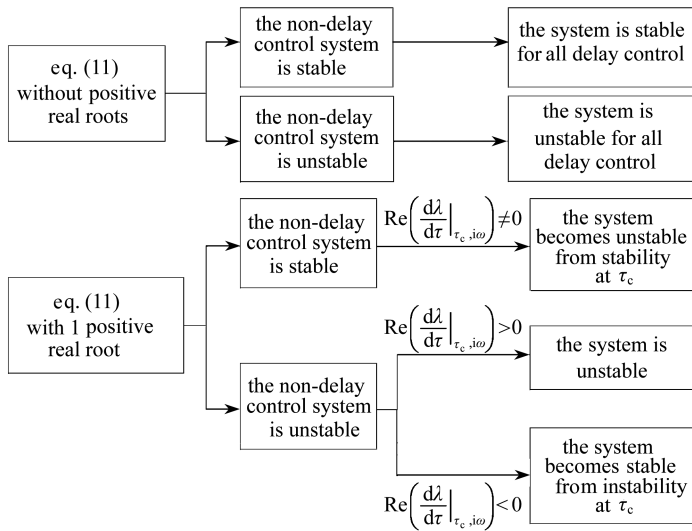 eq. (11)
without positive
real roots
the non-delay
control system
is stable
the system is stable
for all delay control
the non-delay
control system
is unstable
the system is
unstable for all
delay control
eq. (11)
with 1 positive
real root
the non-delay
control system
is stable
Re(dλ/dτ|τc,iω)≠0
the system
becomes unstable
from stability
at τc
the non-delay
control system
is unstable
Re(dλ/dτ|τc,iω)>0
the system is
unstable
Re(dλ/dτ|τc,iω)<0
the system
becomes stable
from instability
at τc